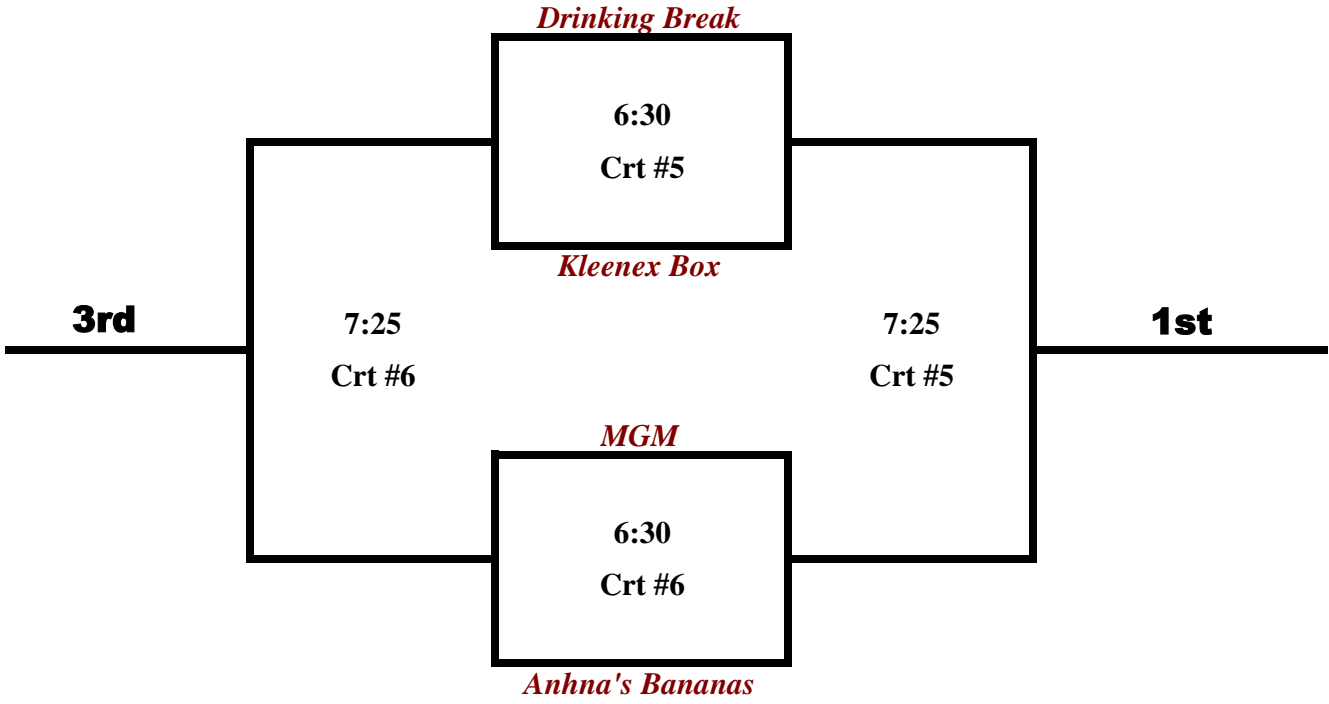 Drinking Break
6:30
Crt #5
Kleenex Box
3rd
7:25
Crt #6
7:25
Crt #5
1st
MGM
6:30
Crt #6
Anhna's Bananas